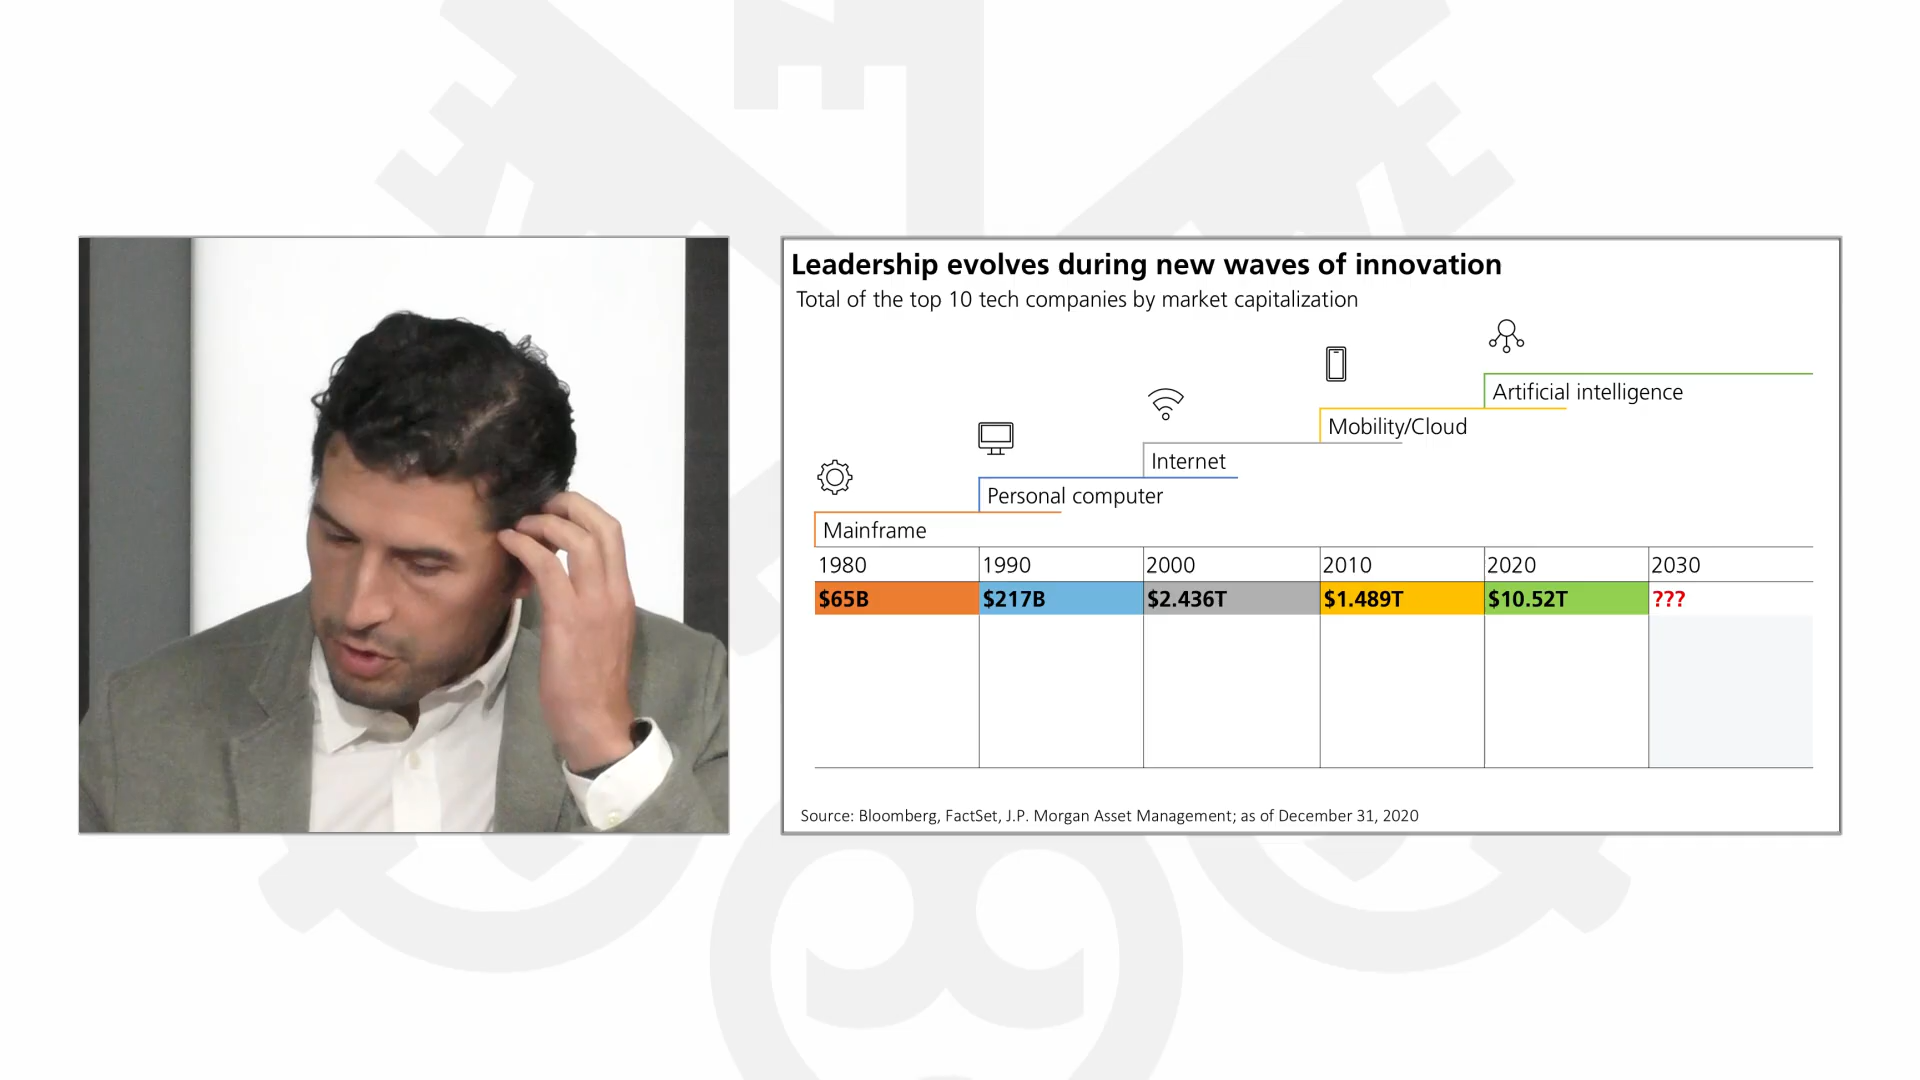 Leadership evolves during new waves of innovation
Total of the top 10 tech companies by market capitalization
Artificial intelligence
Mobility/Cloud
Internet
Personal computer
Mainframe
1980 1990 2000 2010 2020 2030
$65B $217B $2.436T $1.489T $10.52T ???
Source: Bloomberg, FactSet, J.P. Morgan Asset Management; as of December 31, 2020